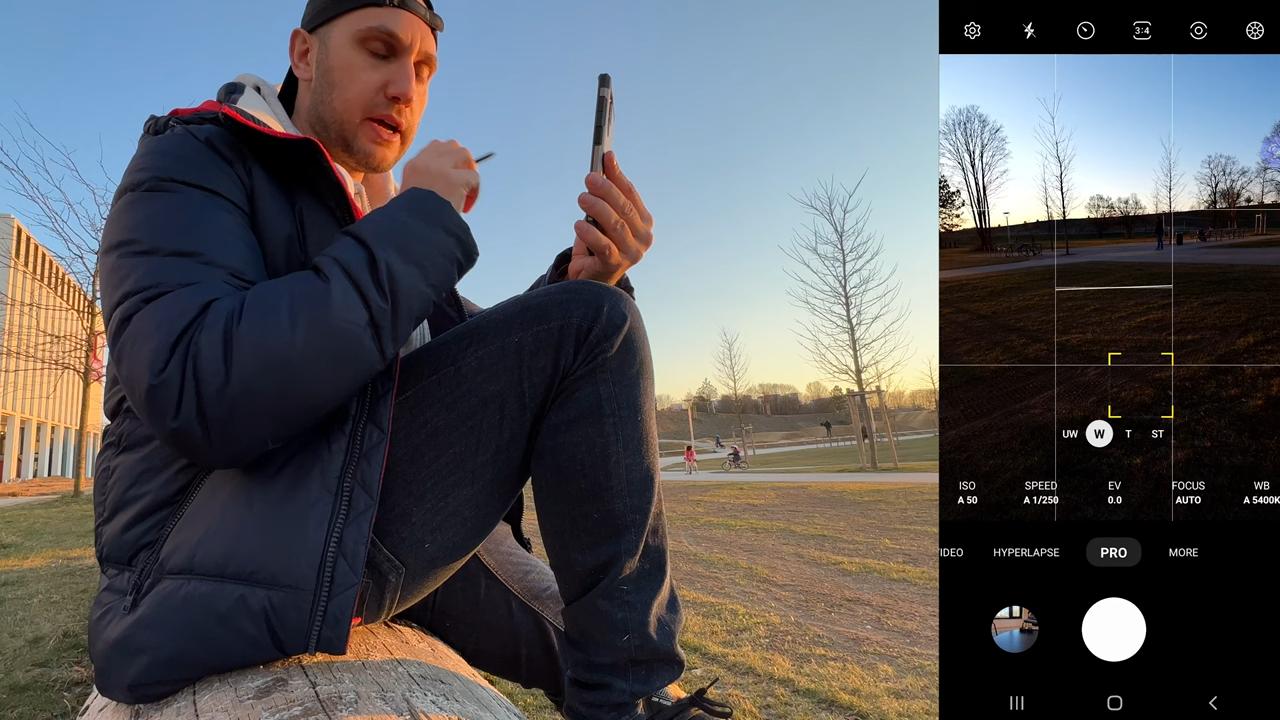 3:4
UW W T ST
ISO SPEED EV FOCUS WB
A 50 A 1/250 0.0 AUTO A 5400K
IDEO HYPERLAPSE PRO MORE